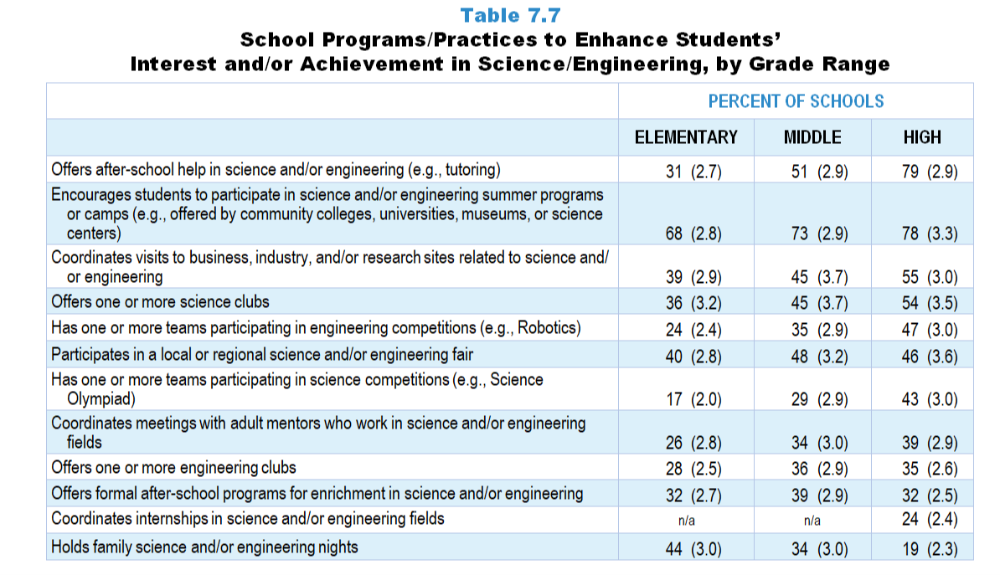 Table 7.7
School Programs/Practices to Enhance Students’
Interest and/or Achievement in Science/Engineering, by Grade Range
PERCENT OF SCHOOLS
ELEMENTARY MIDDLE HIGH
Offers after-school help in science and/or engineering (e.g., tutoring) 31 (2.7) 51 (2.9) 79 (2.9)
Encourages students to participate in science and/or engineering summer programs
or camps (e.g., offered by community colleges, universities, museums, or science
centers) 68 (2.8) 73 (2.9) 78 (3.3)
Coordinates visits to business, industry, and/or research sites related to science and/
or engineering 39 (2.9) 45 (3.7) 55 (3.0)
Offers one or more science clubs 36 (3.2) 45 (3.7) 54 (3.5)
Has one or more teams participating in engineering competitions (e.g., Robotics) 24 (2.4) 35 (2.9) 47 (3.0)
Participates in a local or regional science and/or engineering fair 40 (2.8) 48 (3.2) 46 (3.6)
Has one or more teams participating in science competitions (e.g., Science
Olympiad) 17 (2.0) 29 (2.9) 43 (3.0)
Coordinates meetings with adult mentors who work in science and/or engineering
fields 26 (2.8) 34 (3.0) 39 (2.9)
Offers one or more engineering clubs 28 (2.5) 36 (2.9) 35 (2.6)
Offers formal after-school programs for enrichment in science and/or engineering 32 (2.7) 39 (2.9) 32 (2.5)
Coordinates internships in science and/or engineering fields n/a n/a 24 (2.4)
Holds family science and/or engineering nights 44 (3.0) 34 (3.0) 19 (2.3)